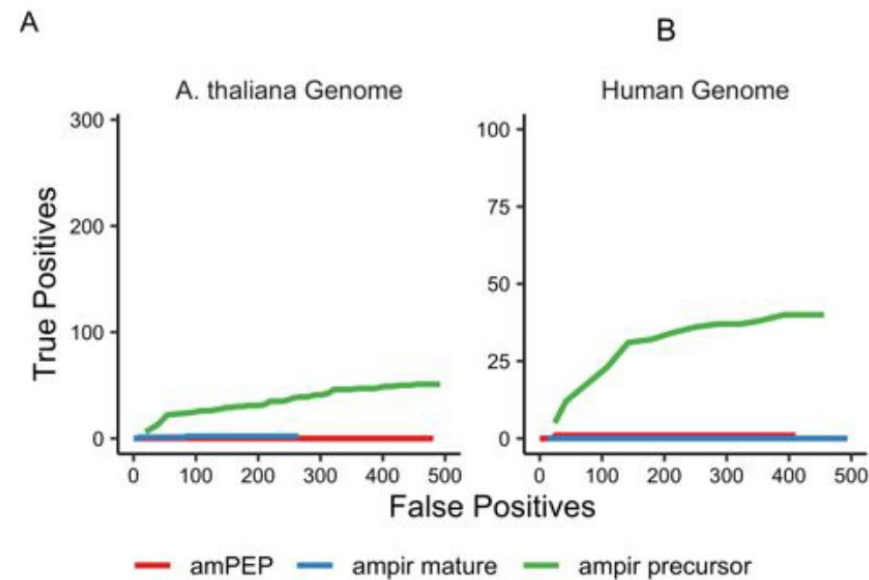 A
B
A. thaliana Genome
Human Genome
300
200
100
0
100
75
50
25
0
True Positives
0 100 200 300 400 500
0 100 200 300 400 500
False Positives
amPEP ampir mature ampir precursor